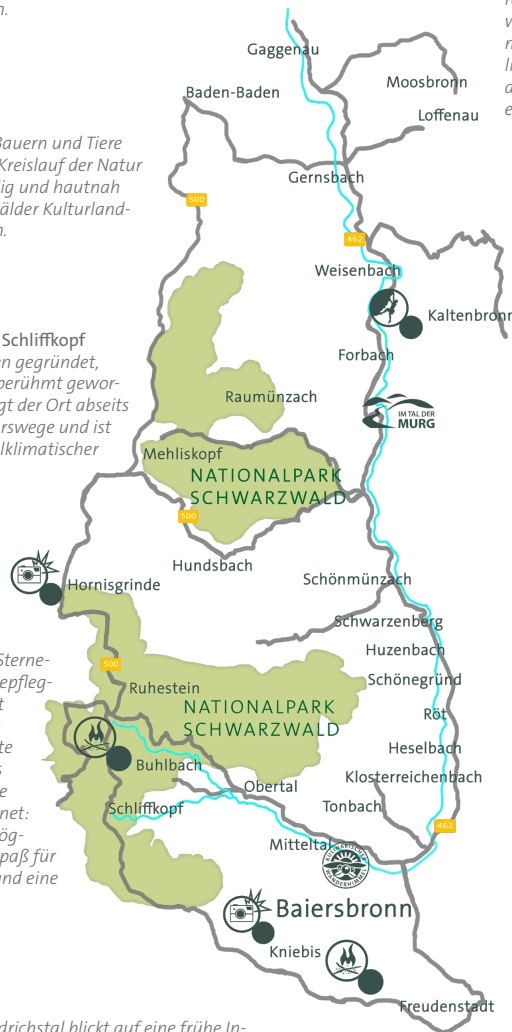 n.
Gaggenau
Moosbronn
Baden-Baden
Loffenau
Bauern und Tiere
Kreislauf der Natur
ig und hautnah
älder Kulturland-
n.
Gernsbach
500
462
Weisenbach
Kaltenbronn
Schliffkopf
en gegründet,
berühmt gewor-
gt der Ort abseits
rswege und ist
lklimatischer
Forbach
Raumünzach
IM TAL DER
MURG
Mehliskopf
NATIONALPARK
SCHWARZWALD
500
Hundsbach
Hornisgrinde
Schönmünzach
Schwarzenberg
Huzenbach
Schönegründ
Sterne-
epfleg-
t
te
s
e
net:
ög-
paß für
und eine
500
Ruhestein
NATIONALPARK
SCHWARZWALD
Röt
Heselbach
Buhlbach
Klosterreichenbach
Obertal
Tonbach
Schliffkopf
462
Mitteltal
WANDERHIMMEL
Baiersbronn
Kniebis
Freudenstadt
drichstal blickt auf eine frühe In-